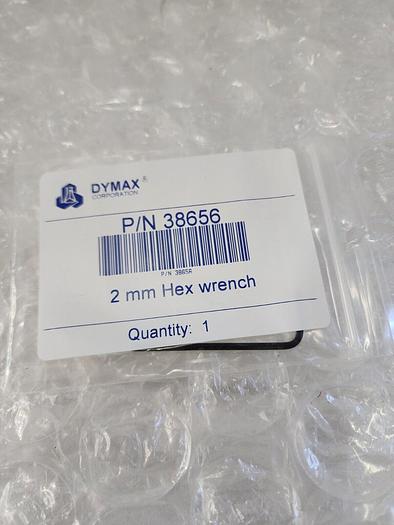 DYMAX®
CORPORATION
P/N 38656
P/N 38656
2 mm Hex wrench
Quantity: 1